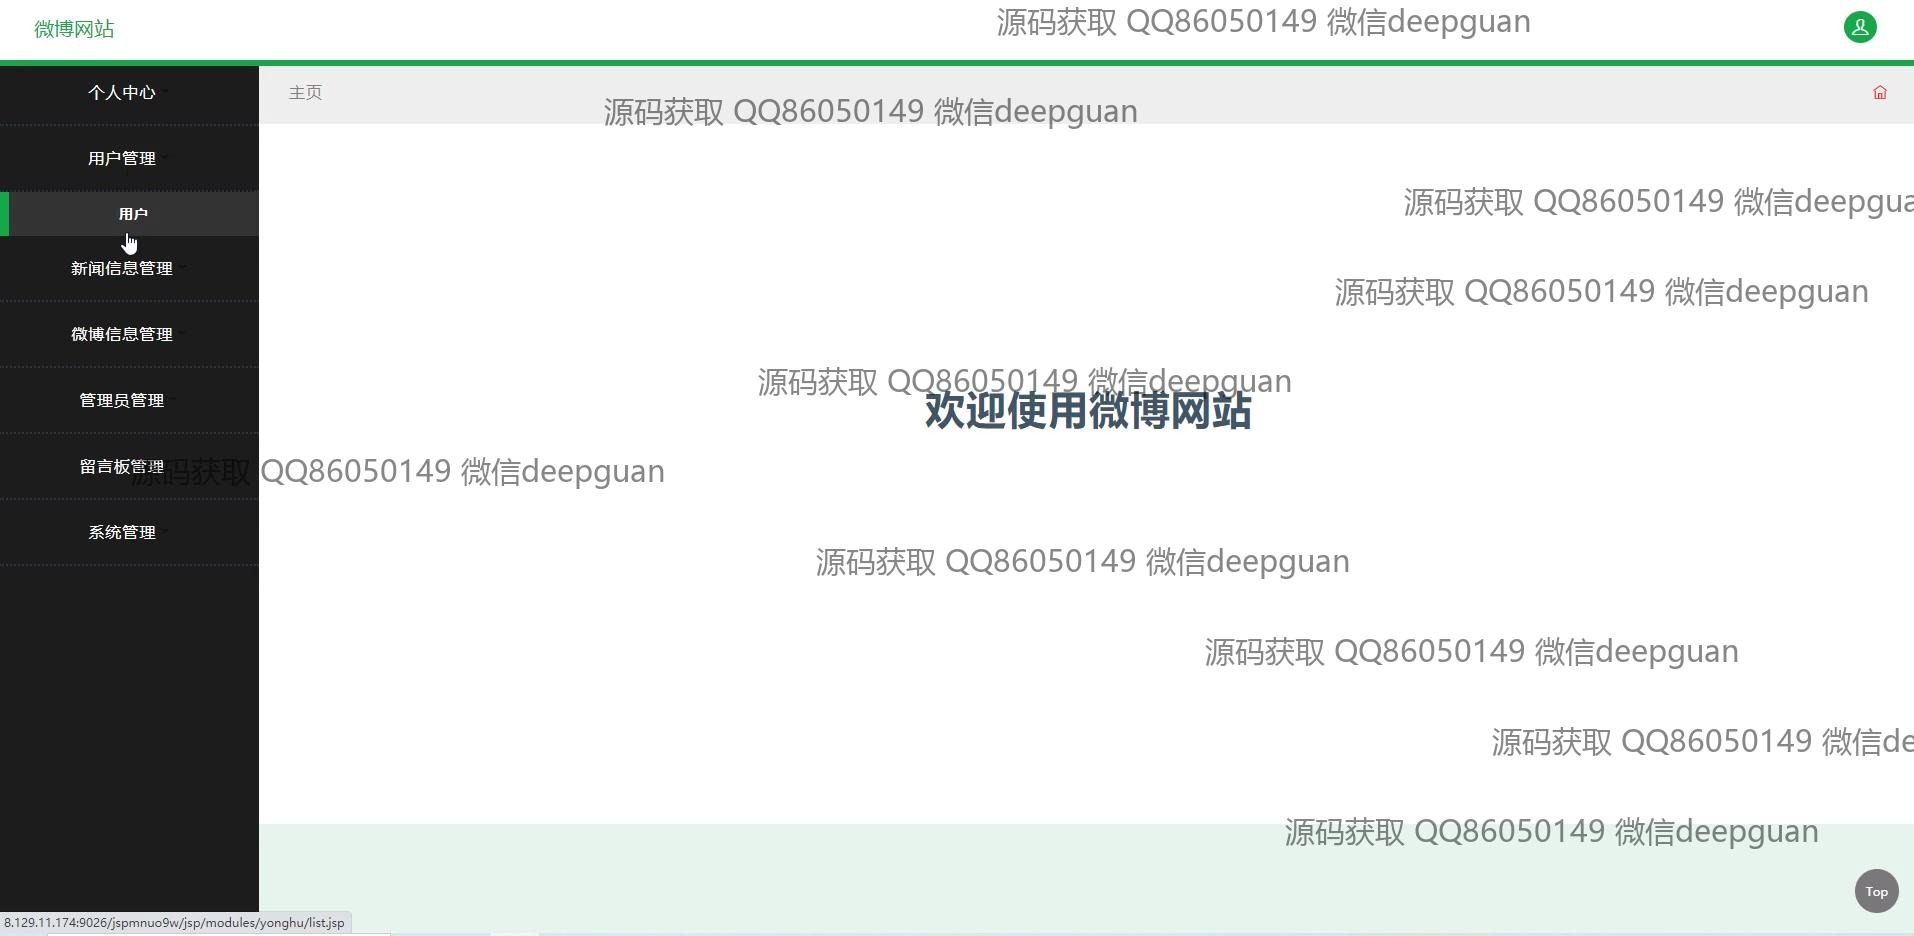 微博网站
源码获取 QQ86050149 微信deepguan
个人中心
主页
源码获取 QQ86050149 微信deepguan
用户管理
源码获取 QQ86050149 微信deepgua
用户
新闻信息管理
源码获取 QQ86050149 微信deepguan
微博信息管理
源码获取 QQ86050149 微信deepguan
欢迎使用微博网站
管理员管理
留言板管理
源码获取 QQ86050149 微信deepguan
系统管理
源码获取 QQ86050149 微信deepguan
源码获取 QQ86050149 微信deepguan
源码获取 QQ86050149 微信de
源码获取 QQ86050149 微信deepguan
Top
8.129.11.174:9026/jspmnuo9w/jsp/modules/yonghu/list.jsp